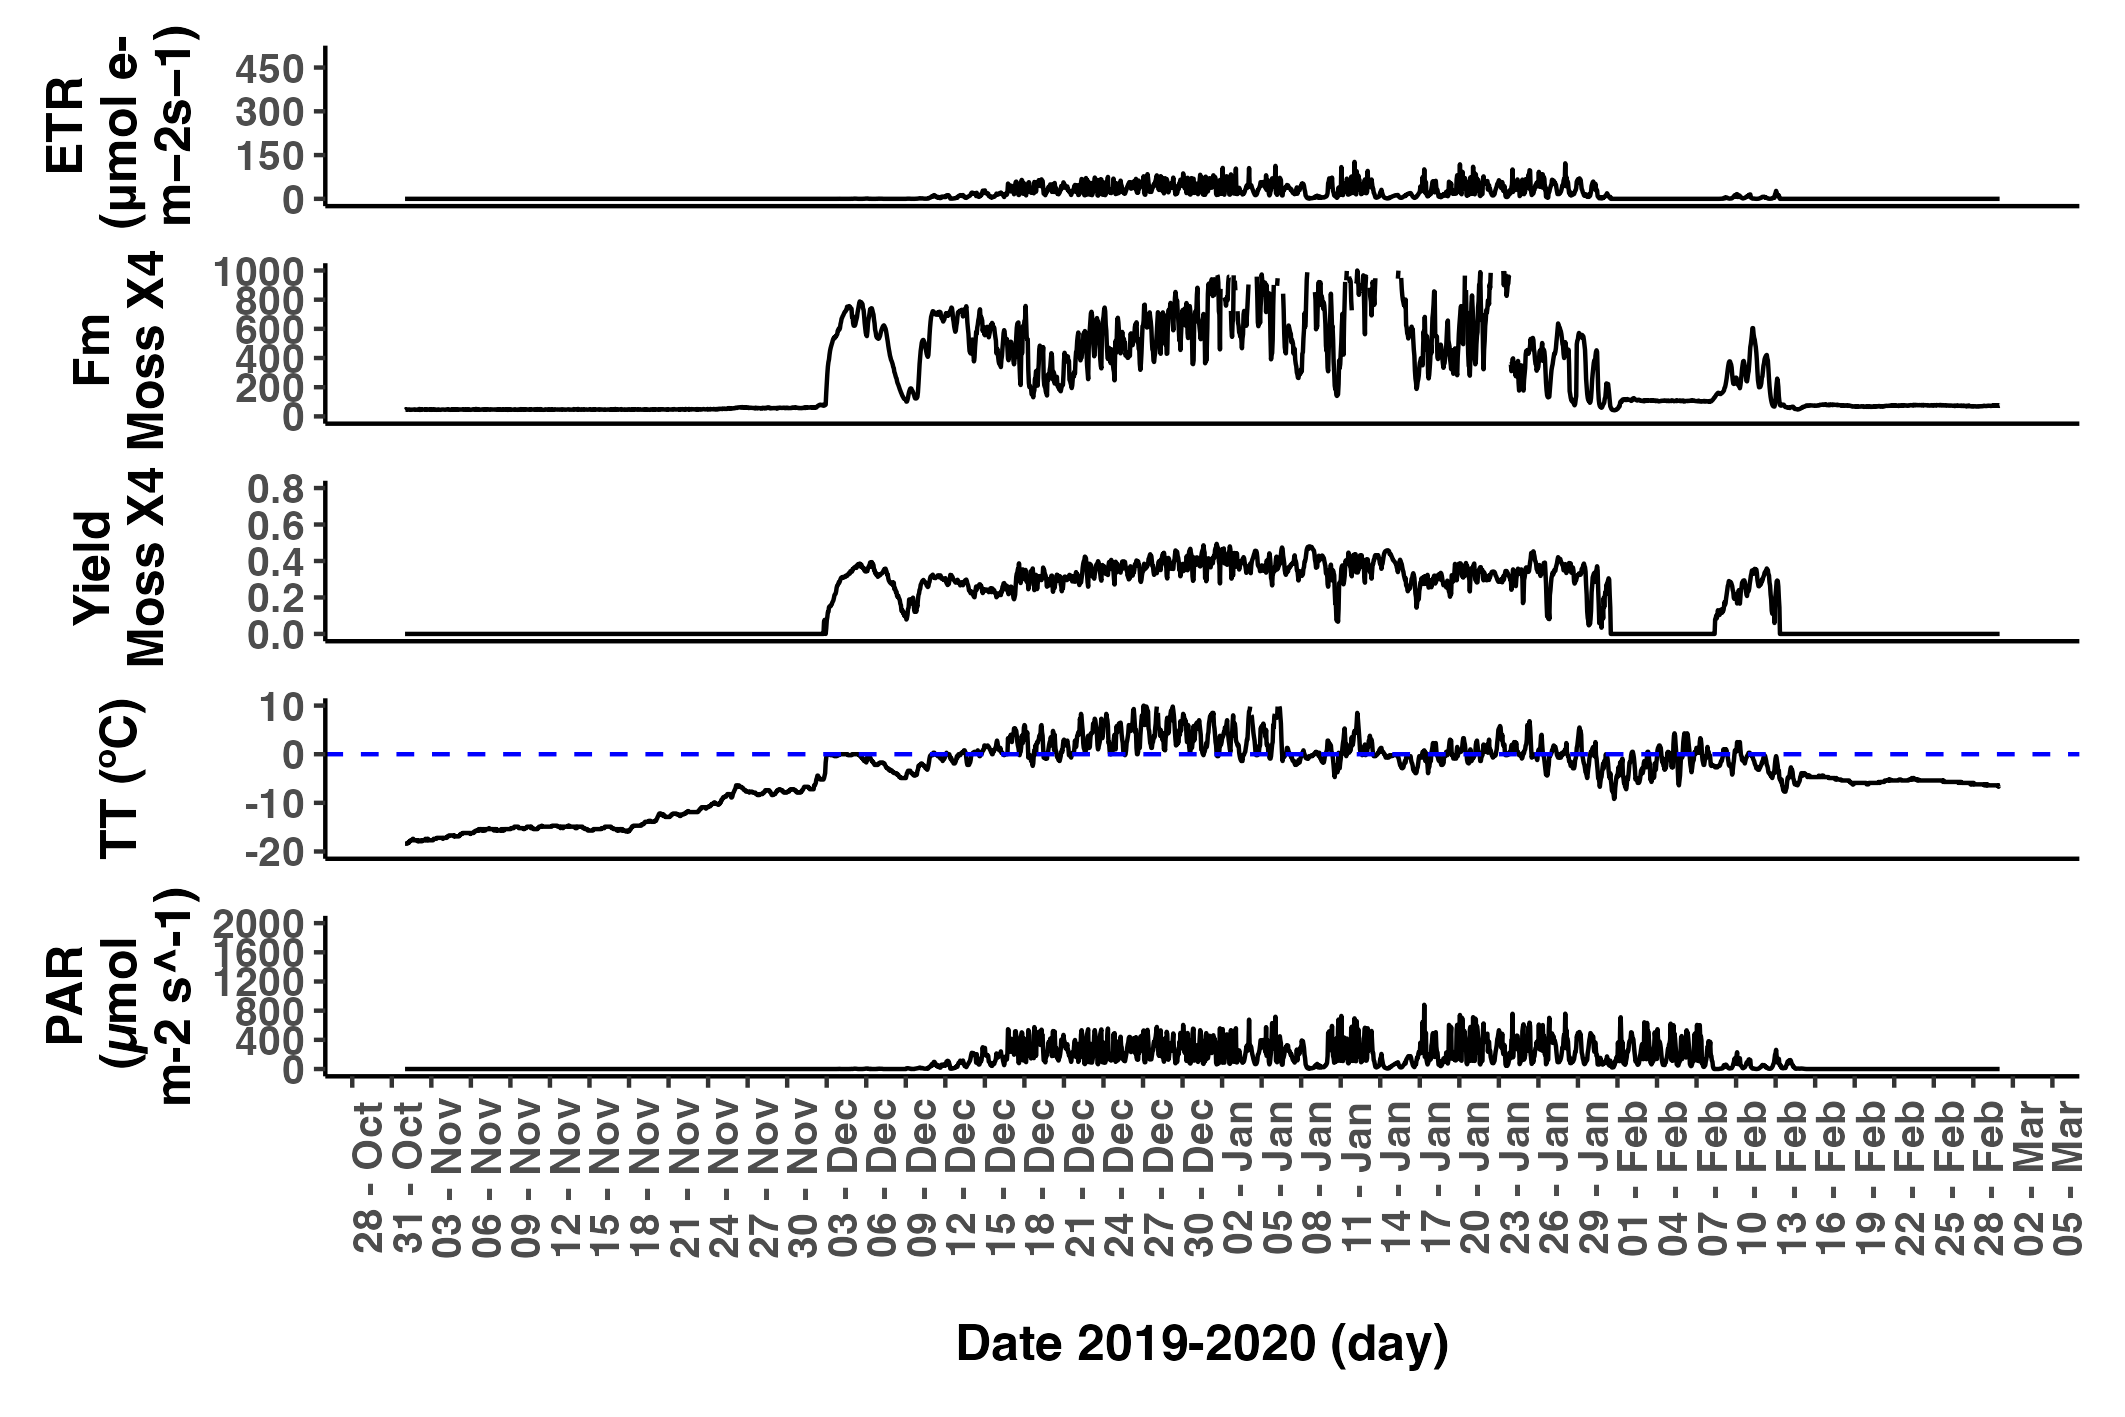 ETR
(µmol e-
m−2s−1)
450
300
150
0
Fm
Moss X4
1000
800
600
400
200
0
Yield
Moss X4
0.8
0.6
0.4
0.2
0.0
TT (ºC)
10
0
-10
-20
PAR
(µmol
m-2 s^-1)
2000
1600
1200
800
400
0
28 - Oct
31 - Oct
03 - Nov
06 - Nov
09 - Nov
12 - Nov
15 - Nov
18 - Nov
21 - Nov
24 - Nov
27 - Nov
30 - Nov
03 - Dec
06 - Dec
09 - Dec
12 - Dec
15 - Dec
18 - Dec
21 - Dec
24 - Dec
27 - Dec
30 - Dec
02 - Jan
05 - Jan
08 - Jan
11 - Jan
14 - Jan
17 - Jan
20 - Jan
23 - Jan
26 - Jan
29 - Jan
01 - Feb
04 - Feb
07 - Feb
10 - Feb
13 - Feb
16 - Feb
19 - Feb
22 - Feb
25 - Feb
28 - Feb
02 - Mar
05 - Mar
Date 2019-2020 (day)